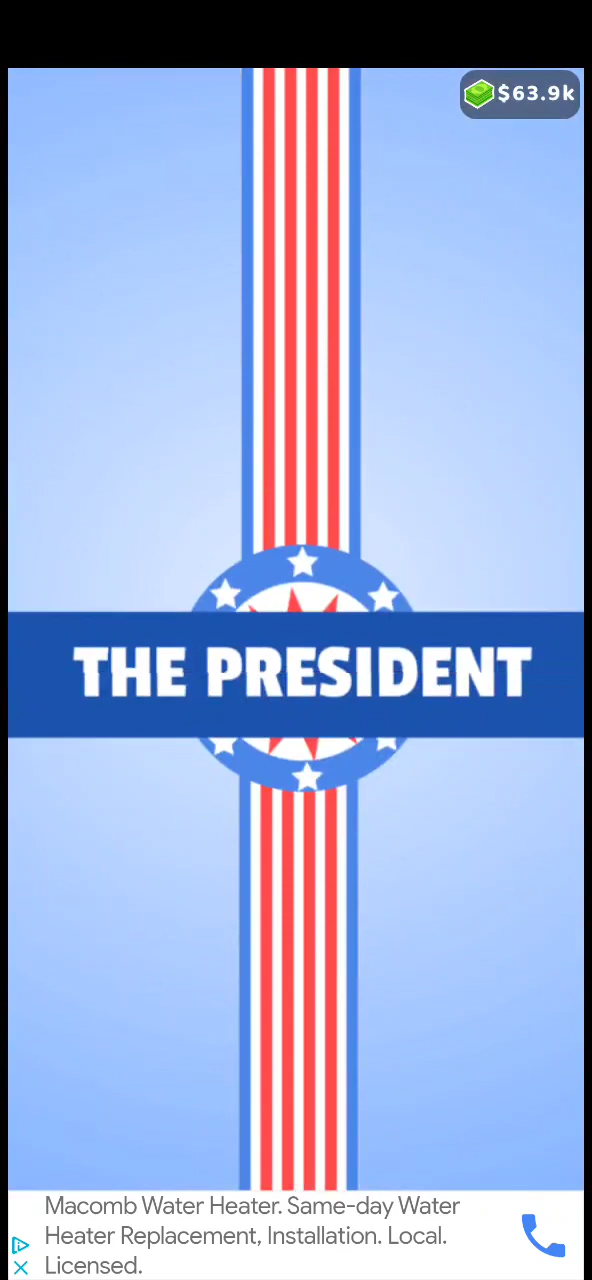 $63.9k
THE PRESIDENT
Macomb Water Heater. Same-day Water
Heater Replacement, Installation. Local.
Licensed.